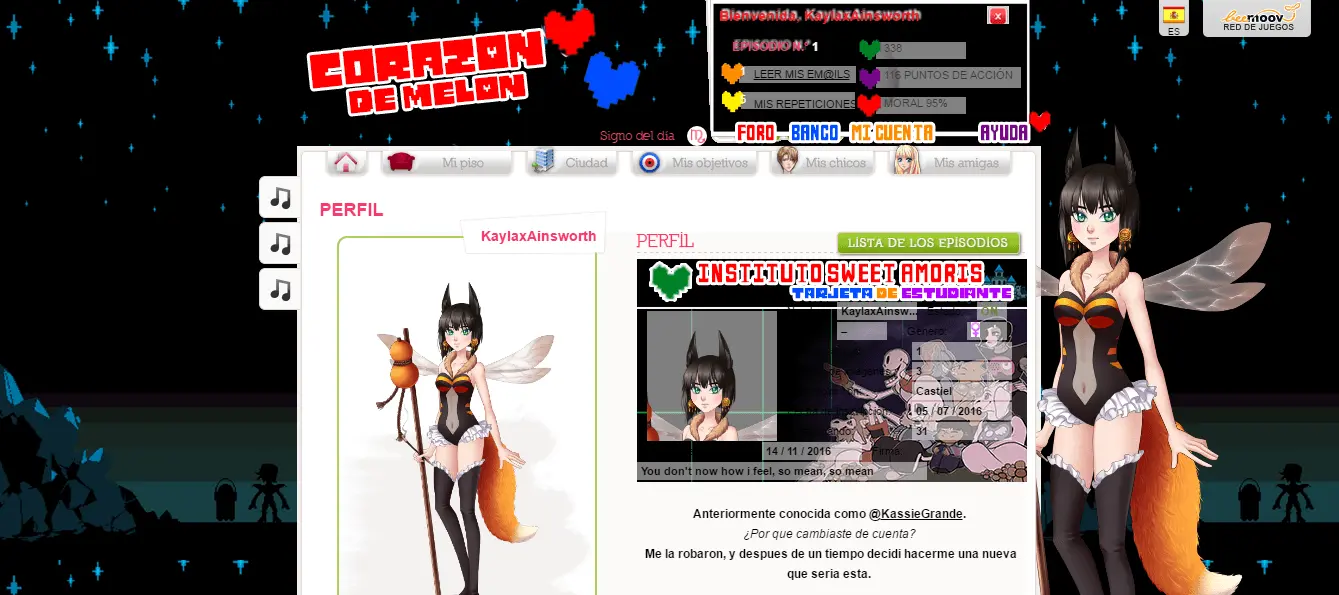 CORAZON
DE MELON
Bienvenida, KaylaxAinsworth
x
EPISODIO N.° 1
338
LEER MIS EM@ILS
116 PUNTOS DE ACCIÓN
MIS REPETICIONES
MORAL 95%
Signo del día
FORO
BANCO
MI CUENTA
AYUDA
ES
beemoov
RED DE JUEGOS
Mi piso
Ciudad
Mis objetivos
Mis chicos
Mis amigas
PERFIL
KaylaxAinsworth
PERFIL
LISTA DE LOS EPISODIOS
INSTITUTO SWEET AMORIS
TARJETA DE ESTUDIANTE
KaylaxAinsw...
ON
–
Género:
1
3
Castiel
05 / 07 / 2016
31
14 / 11 / 2016
Firma:
You don't now how i feel, so mean, so mean
Anteriormente conocida como @KassieGrande.
¿Por que cambiaste de cuenta?
Me la robaron, y despues de un tiempo decidi hacerme una nueva
que seria esta.